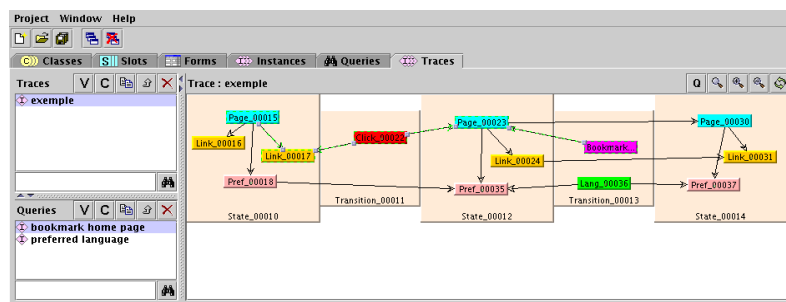 Project Window Help
Classes S Slots Forms Instances Queries Traces
Traces V C
exemple
Queries V C
bookmark home page
preferred language
Trace : exemple
Q
Page_00015
Link_00016
Link_00017
Pref_00018
State_00010
Click_00022
Transition_00011
Page_00023
Link_00024
Pref_00035
State_00012
Bookmark_
Lang_00036
Transition_00013
Page_00030
Link_00031
Pref_00037
State_00014